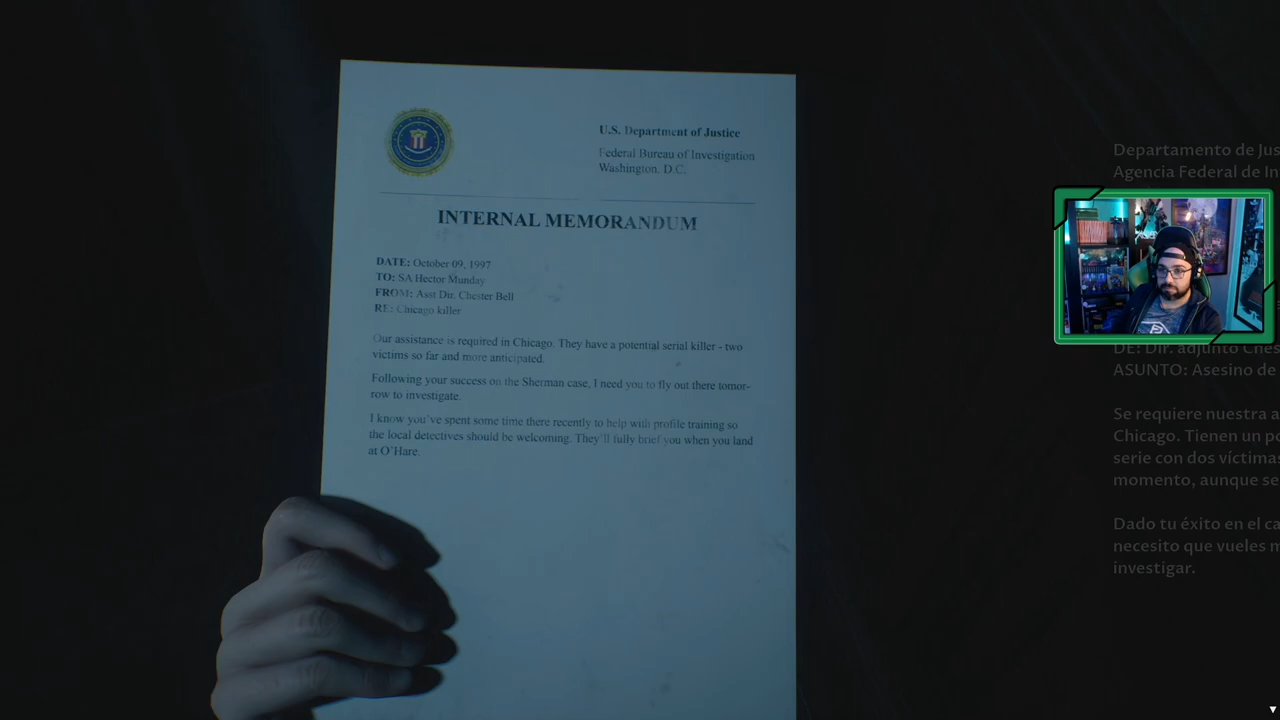 U.S. Department of Justice
Federal Bureau of Investigation
Washington. D.C.
INTERNAL MEMORANDUM
DATE: October 09, 1997
TO: SA Hector Munday
FROM: Asst Dir. Chester Bell
RE: Chicago killer
Our assistance is required in Chicago. They have a potential serial killer - two
victims so far and more anticipated.
Following your success on the Sherman case, I need you to fly out there tomor-
row to investigate.
I know you've spent some time there recently to help with profile training so
the local detectives should be welcoming. They'll fully brief you when you land
at O'Hare.
Departamento de Jus
Agencia Federal de In
DE: Dir. adjunto Ches
ASUNTO: Asesino de
Se requiere nuestra a
Chicago. Tienen un po
serie con dos víctimas
momento, aunque se
Dado tu éxito en el ca
necesito que vueles m
investigar.